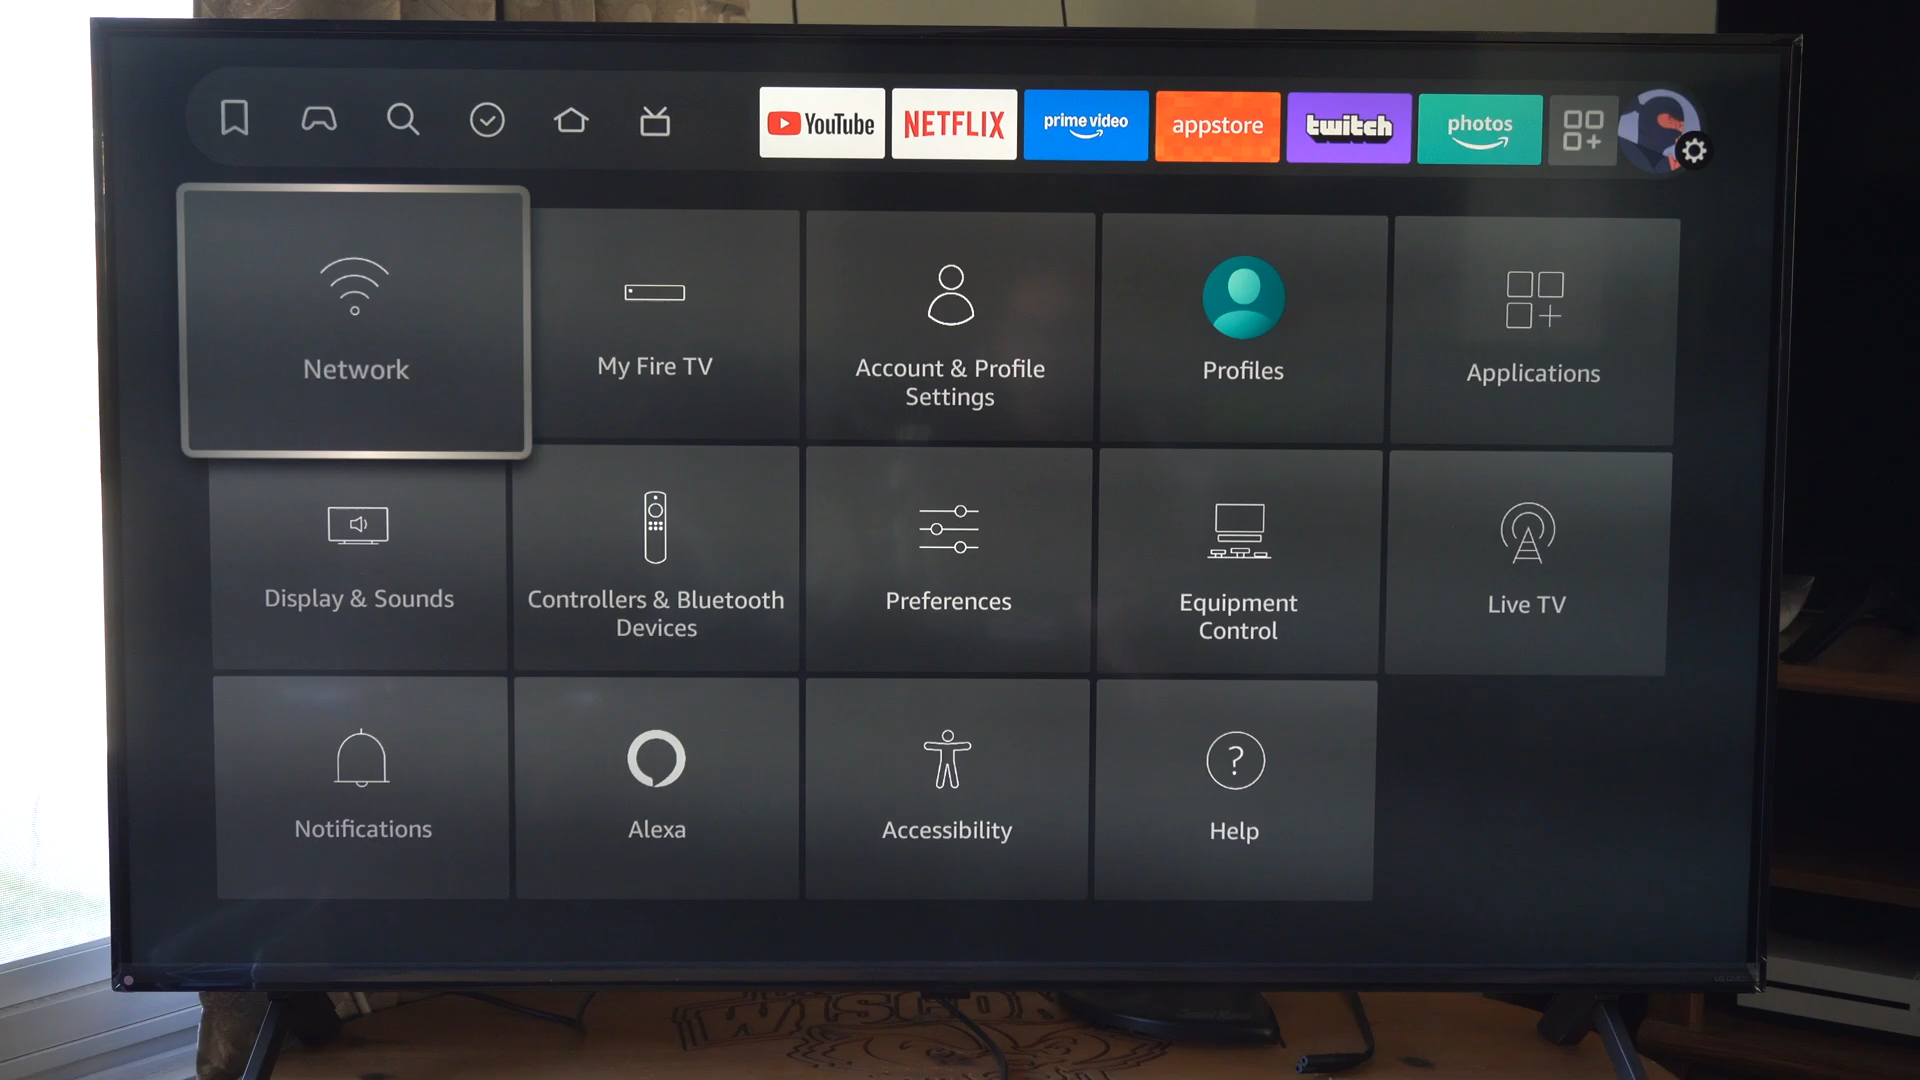 YouTube
NETFLIX
prime video
appstore
twitch
photos
Network
My Fire TV
Account & Profile
Settings
Profiles
Applications
Display & Sounds
Controllers & Bluetooth
Devices
Preferences
Equipment
Control
Live TV
Notifications
Alexa
Accessibility
?
Help
WISCO